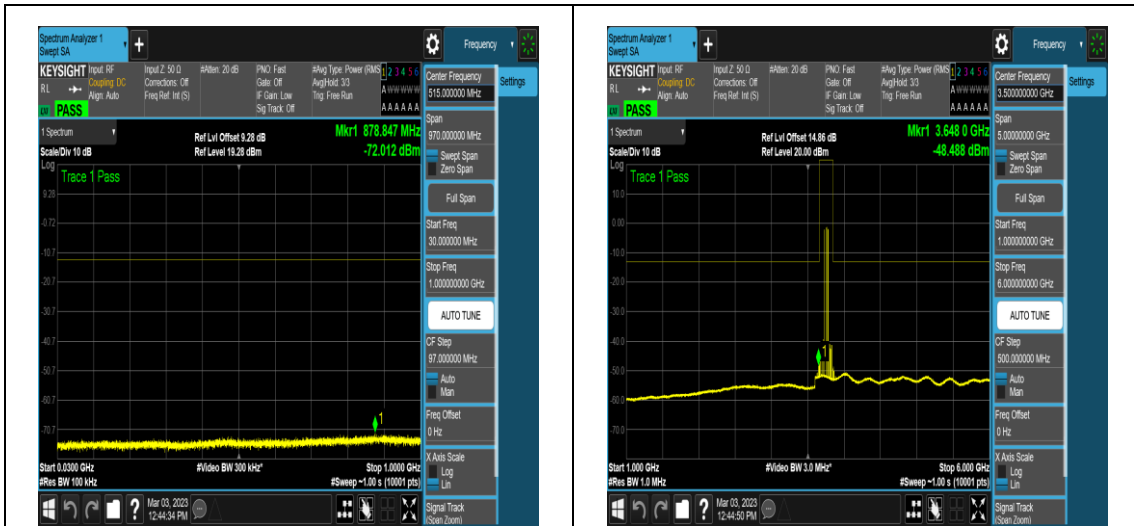 Spectrum Analyzer 1
Swept SA
+
Frequency
KEYSIGHT
RL
Input: RF
Coupling: DC
Align: Auto
Input Z: 50 Ω
Corrections: Off
Freq Ref: Int (S)
#Atten: 20 dB
PNO: Fast
Gate: Off
IF Gain: Low
Sig Track: Off
#Avg Type: Power (RMS
Avg|Hold: 3/3
Trig: Free Run
1 2 3 4 5 6
A W W W W W
A A A A A A
PASS
1 Spectrum
Scale/Div 10 dB
Ref Lvl Offset 9.28 dB
Ref Level 19.28 dBm
Mkr1 878.847 MHz
-72.012 dBm
Log
Trace 1 Pass
9.28
-0.72
-10.7
-20.7
-30.7
-40.7
-50.7
-60.7
-70.7
1
Start 0.0300 GHz
#Res BW 100 kHz
#Video BW 300 kHz*
Stop 1.0000 GHz
#Sweep ~1.00 s (10001 pts)
Mar 03, 2023
12:44:34 PM
Center Frequency
515.000000 MHz
Settings
Span
970.000000 MHz
Swept Span
Zero Span
Full Span
Start Freq
30.000000 MHz
Stop Freq
1.000000000 GHz
AUTO TUNE
CF Step
97.000000 MHz
Auto
Man
Freq Offset
0 Hz
X Axis Scale
Log
Lin
Signal Track
(Span Zoom)
Spectrum Analyzer 1
Swept SA
+
Frequency
KEYSIGHT
RL
Input: RF
Coupling: DC
Align: Auto
Input Z: 50 Ω
Corrections: Off
Freq Ref: Int (S)
#Atten: 20 dB
PNO: Fast
Gate: Off
IF Gain: Low
Sig Track: Off
#Avg Type: Power (RMS
Avg|Hold: 3/3
Trig: Free Run
1 2 3 4 5 6
A W W W W W
A A A A A A
PASS
1 Spectrum
Scale/Div 10 dB
Ref Lvl Offset 14.86 dB
Ref Level 20.00 dBm
Mkr1 3.648 0 GHz
-48.488 dBm
Log
Trace 1 Pass
10.0
0.00
-10.0
-20.0
-30.0
-40.0
-50.0
-60.0
-70.0
1
Start 1.000 GHz
#Res BW 1.0 MHz
#Video BW 3.0 MHz*
Stop 6.000 GHz
#Sweep ~1.00 s (10001 pts)
Mar 03, 2023
12:44:50 PM
Center Frequency
3.500000000 GHz
Settings
Span
5.00000000 GHz
Swept Span
Zero Span
Full Span
Start Freq
1.000000000 GHz
Stop Freq
6.000000000 GHz
AUTO TUNE
CF Step
500.000000 MHz
Auto
Man
Freq Offset
0 Hz
X Axis Scale
Log
Lin
Signal Track
(Span Zoom)